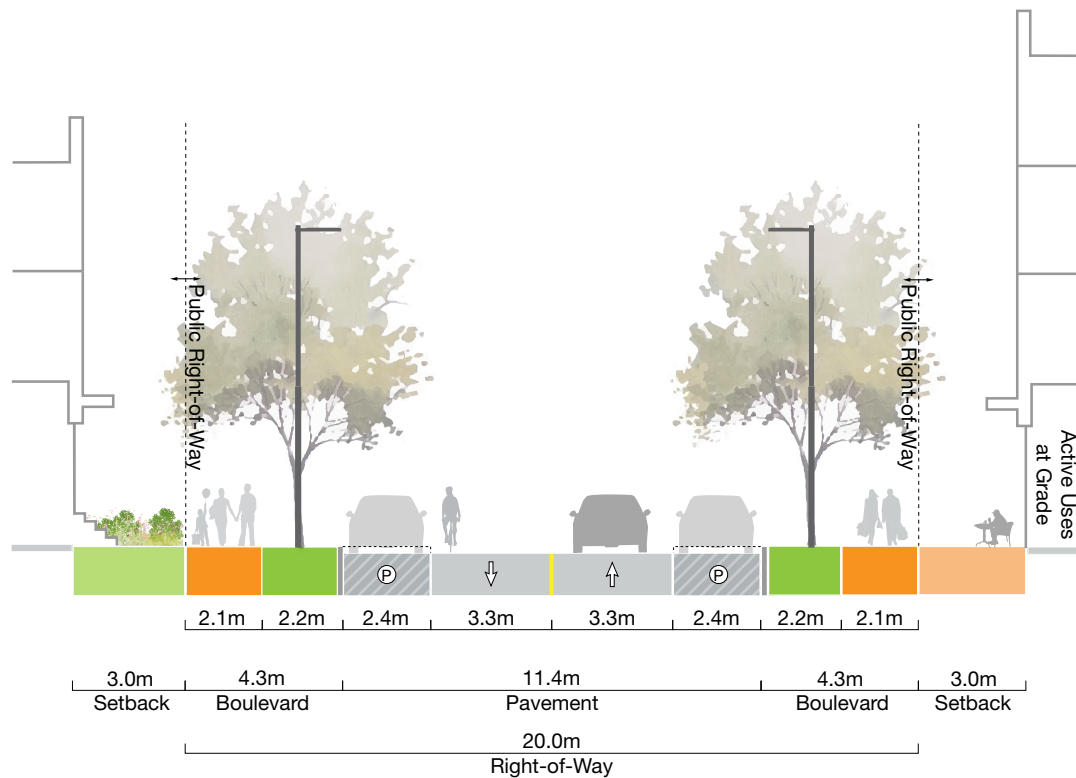 Public Right-of-Way
Public Right-of-Way
Active Uses
at Grade
P
P
2.1m 2.2m 2.4m 3.3m 3.3m 2.4m 2.2m 2.1m
3.0m 4.3m 11.4m 4.3m 3.0m
Setback Boulevard Pavement Boulevard Setback
20.0m
Right-of-Way